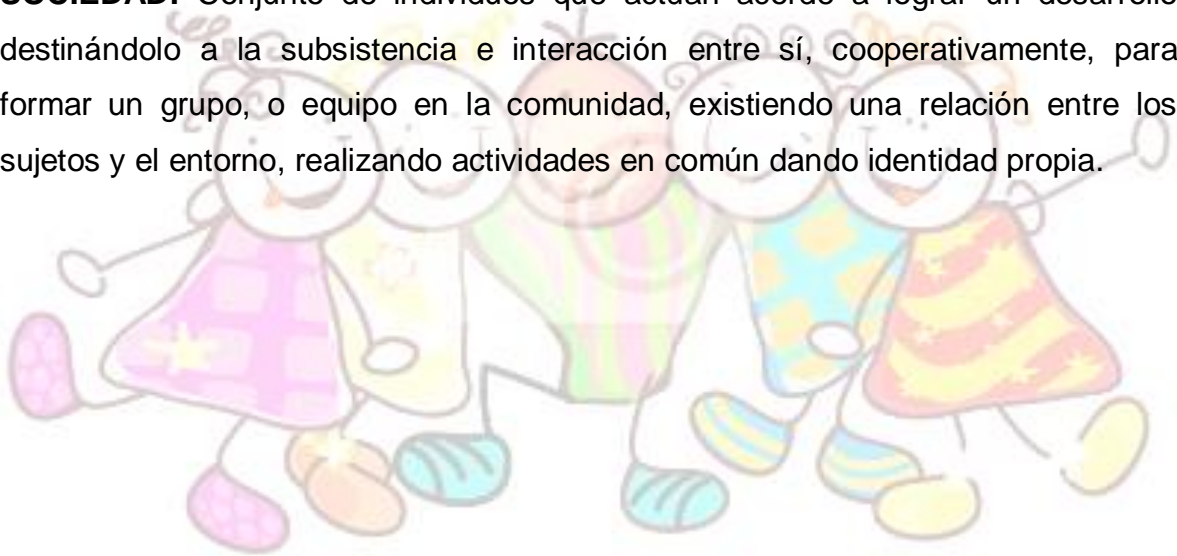 SOCIEDAD: Conjunto de individuos que actúan acorde a lograr un desarrollo
destinándolo a la subsistencia e interacción entre sí, cooperativamente, para
formar un grupo, o equipo en la comunidad, existiendo una relación entre los
sujetos y el entorno, realizando actividades en común dando identidad propia.